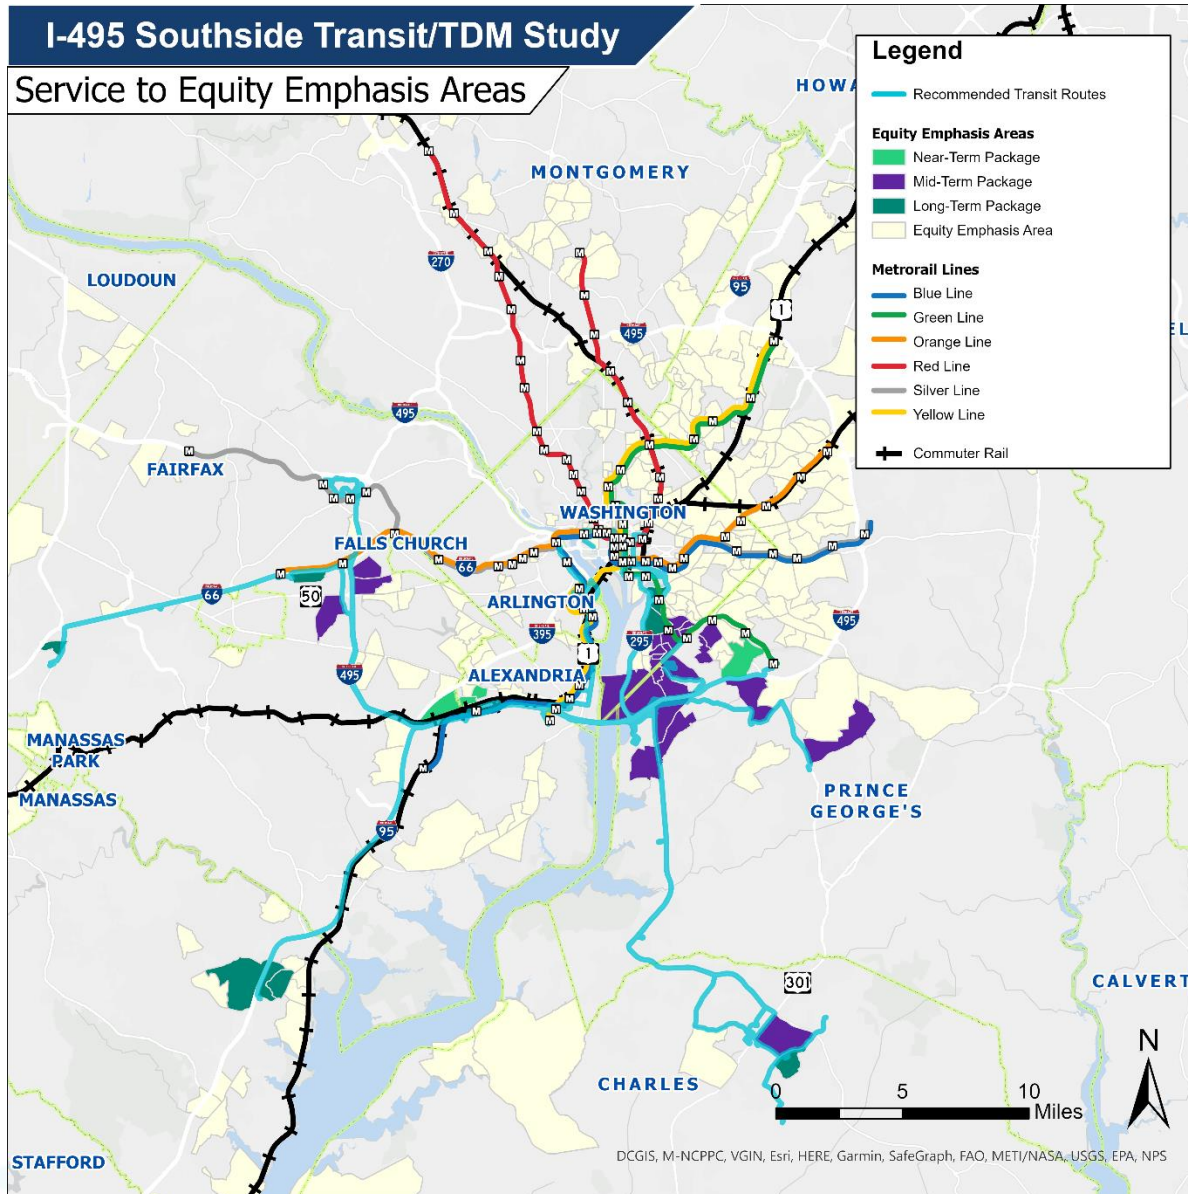 I-495 Southside Transit/TDM Study
Service to Equity Emphasis Areas
Legend
Recommended Transit Routes
Equity Emphasis Areas
Near-Term Package
Mid-Term Package
Long-Term Package
Equity Emphasis Area
Metrorail Lines
Blue Line
Green Line
Orange Line
Red Line
Silver Line
Yellow Line
Commuter Rail
HOWA
MONTGOMERY
LOUDOUN
270
95
1
495
EL
495
FAIRFAX
WASHINGTON
FALLS CHURCH
66
50
66
ARLINGTON
395
295
495
1
ALEXANDRIA
495
MANASSAS
PARK
MANASSAS
PRINCE
GEORGE'S
95
301
CALVERT
CHARLES
N
0 5 10
Miles
STAFFORD
DCGIS, M-NCPPC, VGIN, Esri, HERE, Garmin, SafeGraph, FAO, METI/NASA, USGS, EPA, NPS